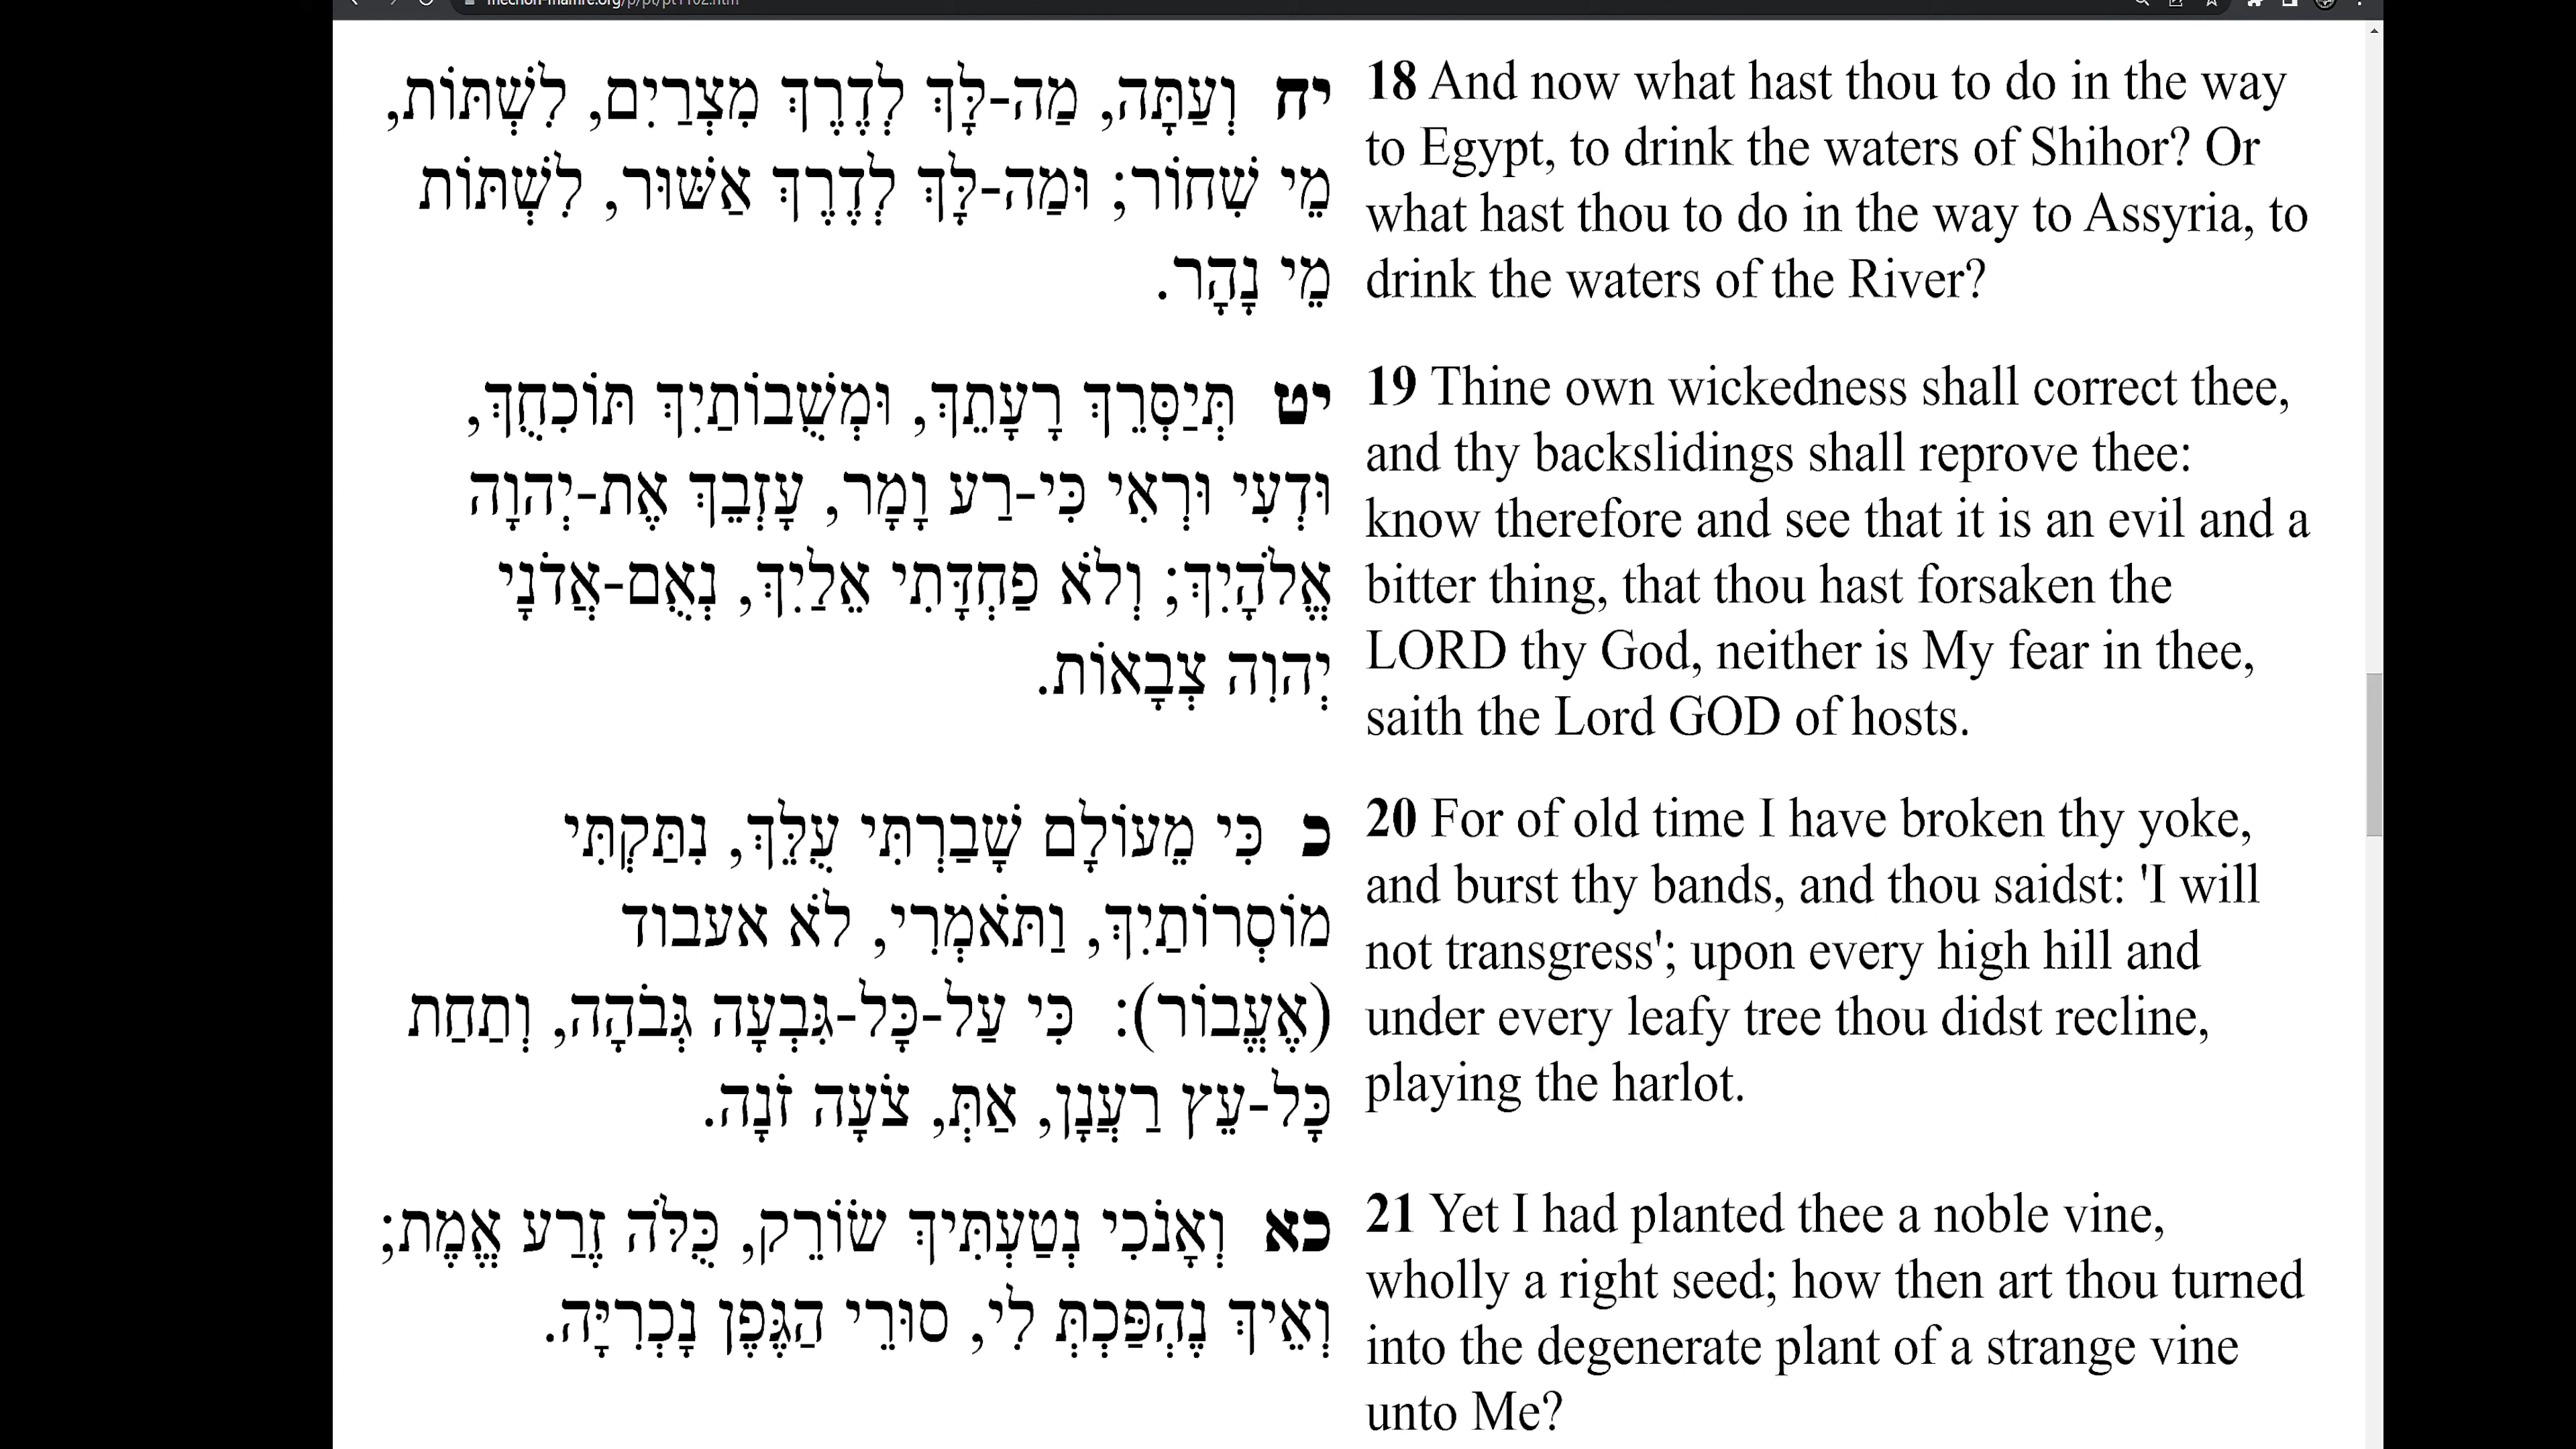 mechon-mamre.org/p/pt/pt1102.htm
יח וְעַתָּה, מַה-לָּךְ לְדֶרֶךְ מִצְרַיִם, לִשְׁתּוֹת,
מֵי שִׁחוֹר; וּמַה-לָּךְ לְדֶרֶךְ אַשּׁוּר, לִשְׁתּוֹת
מֵי נָהָר.
יט תְּיַסְּרֵךְ רָעָתֵךְ, וּמְשֻׁבוֹתַיִךְ תּוֹכִחֻךְ,
וּדְעִי וּרְאִי כִּי-רַע וָמָר, עָזְבֵךְ אֶת-יְהוָה
אֱלֹהָיִךְ; וְלֹא פַחְדָּתִי אֵלַיִךְ, נְאֻם-אֲדֹנָי
יְהוִה צְבָאוֹת.
כ כִּי מֵעוֹלָם שָׁבַרְתִּי עֻלֵּךְ, נִתַּקְתִּי
מוֹסְרוֹתַיִךְ, וַתֹּאמְרִי, לֹא אעבוד
(אֶעֱבוֹר): כִּי עַל-כָּל-גִּבְעָה גְּבֹהָה, וְתַחַת
כָּל-עֵץ רַעֲנָן, אַתְּ, צֹעָה זֹנָה.
כא וְאָנֹכִי נְטַעְתִּיךְ שׂוֹרֵק, כֻּלֹּה זֶרַע אֱמֶת;
וְאֵיךְ נֶהְפַּכְתְּ לִי, סוּרֵי הַגֶּפֶן נָכְרִיָּה.
18 And now what hast thou to do in the way
to Egypt, to drink the waters of Shihor? Or
what hast thou to do in the way to Assyria, to
drink the waters of the River?
19 Thine own wickedness shall correct thee,
and thy backslidings shall reprove thee:
know therefore and see that it is an evil and a
bitter thing, that thou hast forsaken the
LORD thy God, neither is My fear in thee,
saith the Lord GOD of hosts.
20 For of old time I have broken thy yoke,
and burst thy bands, and thou saidst: 'I will
not transgress'; upon every high hill and
under every leafy tree thou didst recline,
playing the harlot.
21 Yet I had planted thee a noble vine,
wholly a right seed; how then art thou turned
into the degenerate plant of a strange vine
unto Me?